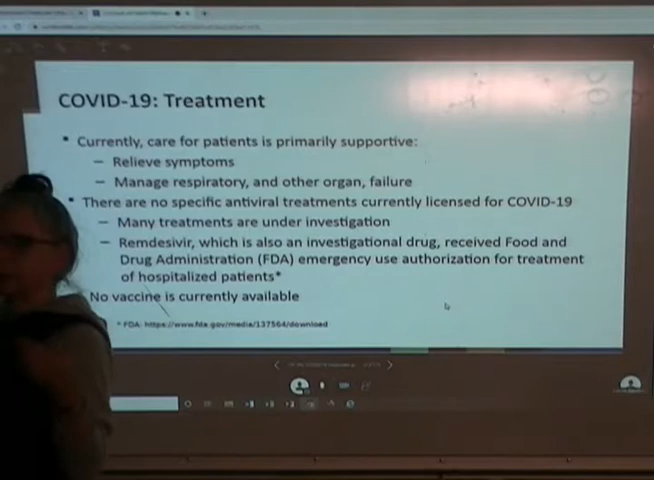 COVID-19: Treatment
• Currently, care for patients is primarily supportive:
– Relieve symptoms
– Manage respiratory, and other organ, failure
• There are no specific antiviral treatments currently licensed for COVID-19
– Many treatments are under investigation
– Remdesivir, which is also an investigational drug, received Food and
Drug Administration (FDA) emergency use authorization for treatment
of hospitalized patients*
No vaccine is currently available
* FDA: https://www.fda.gov/media/137564/download